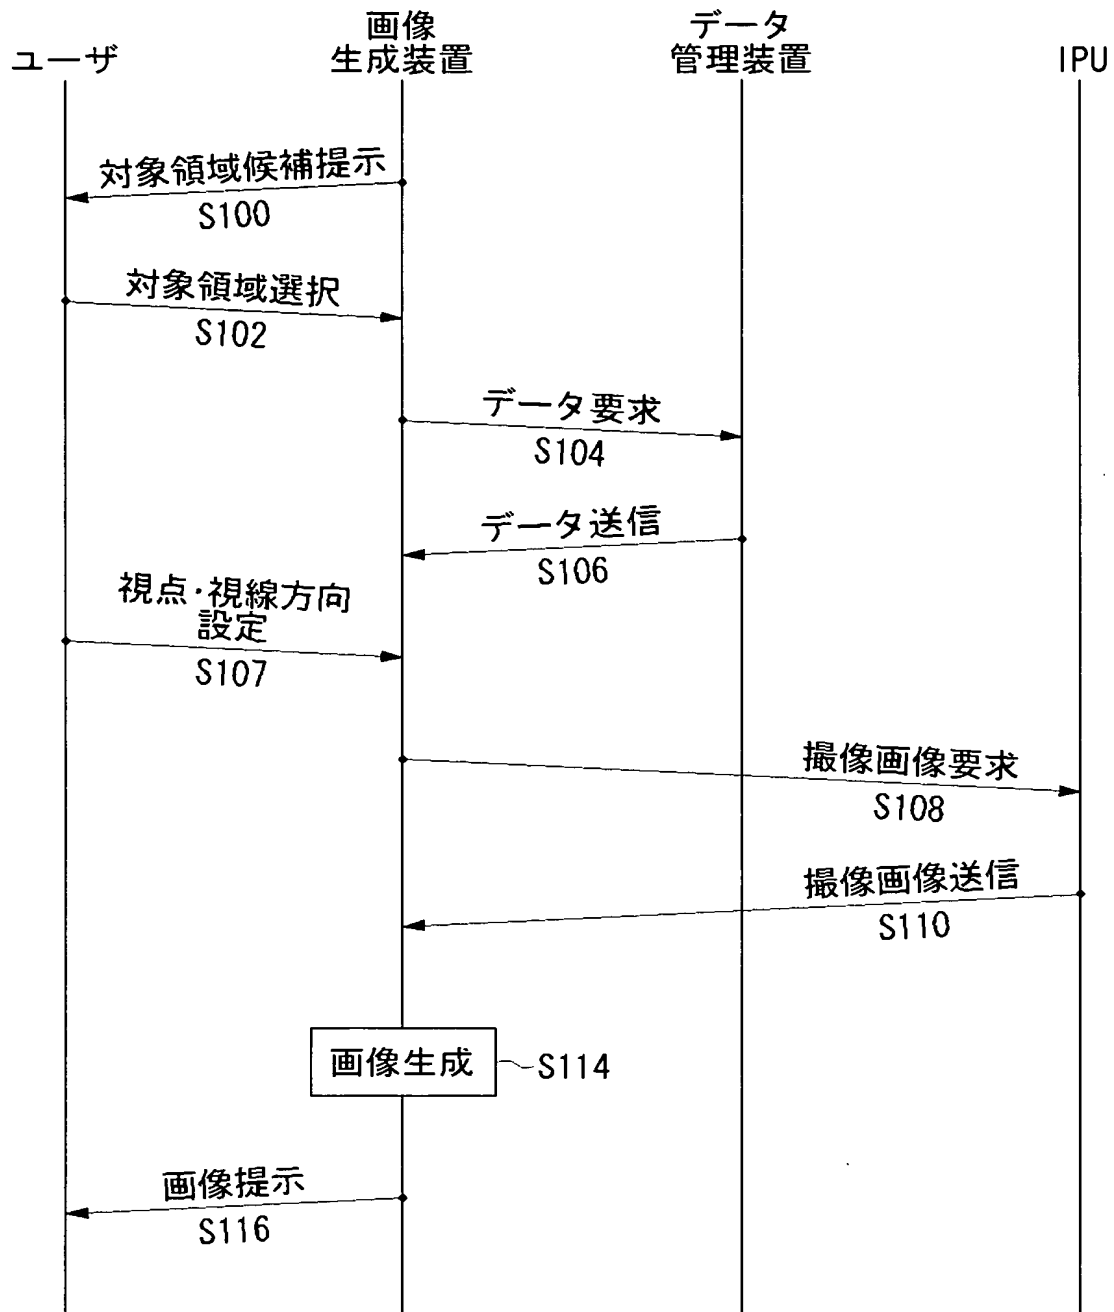 ユーザ
画像
生成装置
データ
管理装置
IPU
対象領域候補提示
S100
対象領域選択
S102
データ要求
S104
データ送信
S106
視点・視線方向
設定
S107
撮像画像要求
S108
撮像画像送信
S110
画像生成
S114
画像提示
S116